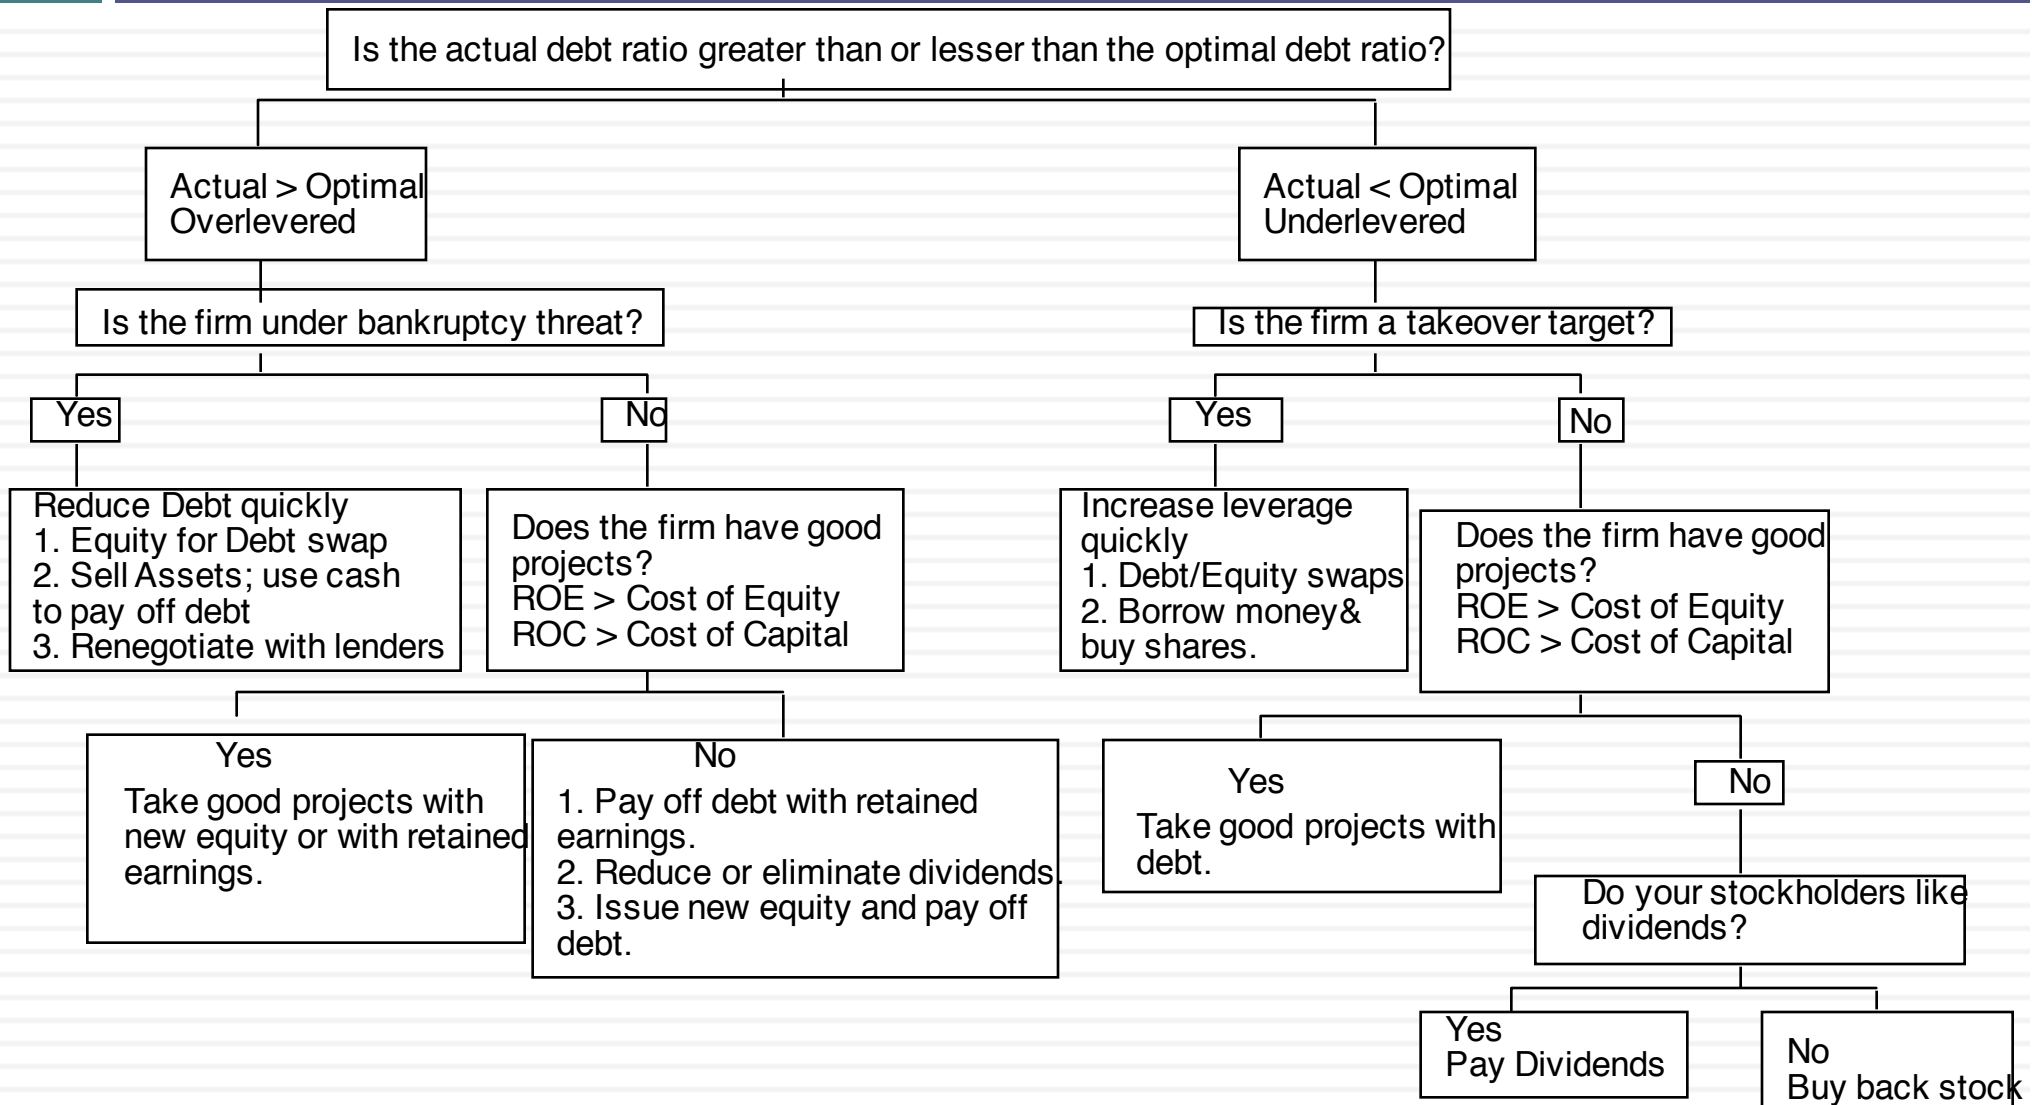 Is the actual debt ratio greater than or lesser than the optimal debt ratio?
Actual > Optimal
Overlevered
Actual < Optimal
Underlevered
Is the firm under bankruptcy threat?
Is the firm a takeover target?
Yes
No
Yes
No
Reduce Debt quickly
1. Equity for Debt swap
2. Sell Assets; use cash
to pay off debt
3. Renegotiate with lenders
Does the firm have good
projects?
ROE > Cost of Equity
ROC > Cost of Capital
Increase leverage
quickly
1. Debt/Equity swaps
2. Borrow money&
buy shares.
Does the firm have good
projects?
ROE > Cost of Equity
ROC > Cost of Capital
Yes
Take good projects with
new equity or with retained
earnings.
No
1. Pay off debt with retained
earnings.
2. Reduce or eliminate dividends.
3. Issue new equity and pay off
debt.
Yes
Take good projects with
debt.
No
Do your stockholders like
dividends?
Yes
Pay Dividends
No
Buy back stock